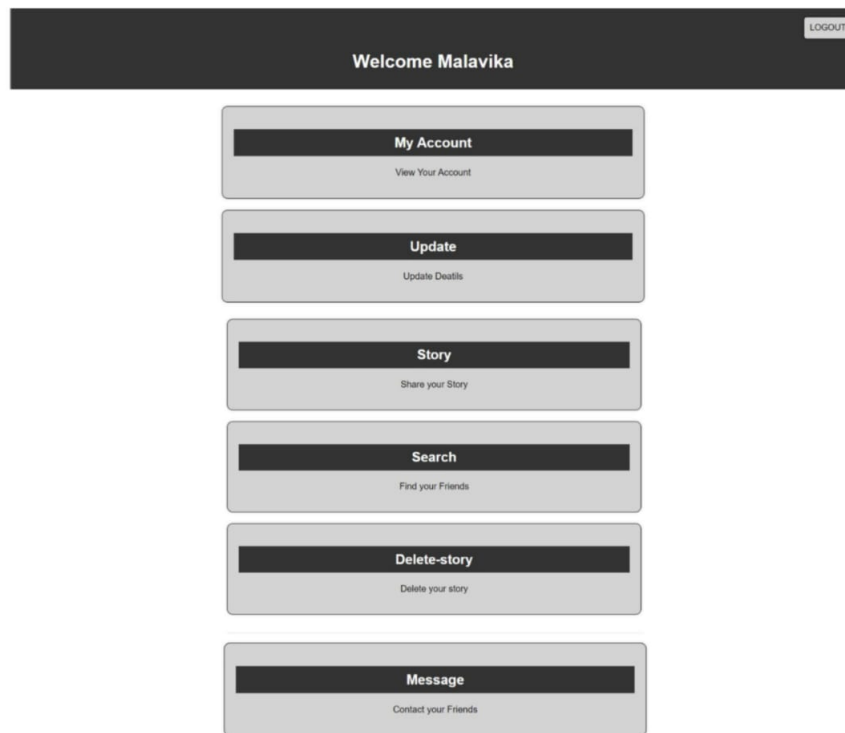 LOGOUT
Welcome Malavika
My Account
View Your Account
Update
Update Deatils
Story
Share your Story
Search
Find your Friends
Delete-story
Delete your story
Message
Contact your Friends